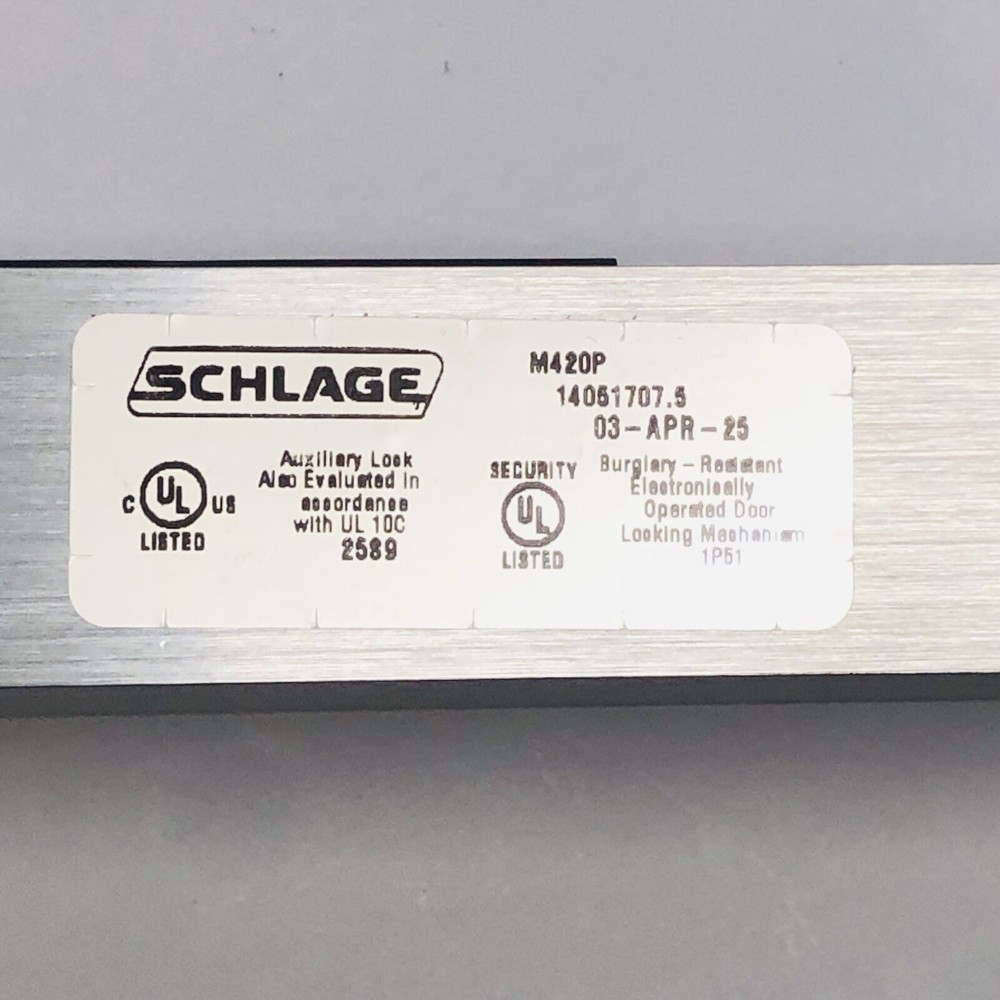 SCHLAGE
M420P
14051707.5
03-APR-25
C UL US
LISTED
Auxiliary Lock
Also Evaluated in
accordance
with UL 10C
2589
SECURITY
UL
LISTED
Burglary - Resistant
Electronically
Operated Door
Locking Mechanism
1P51